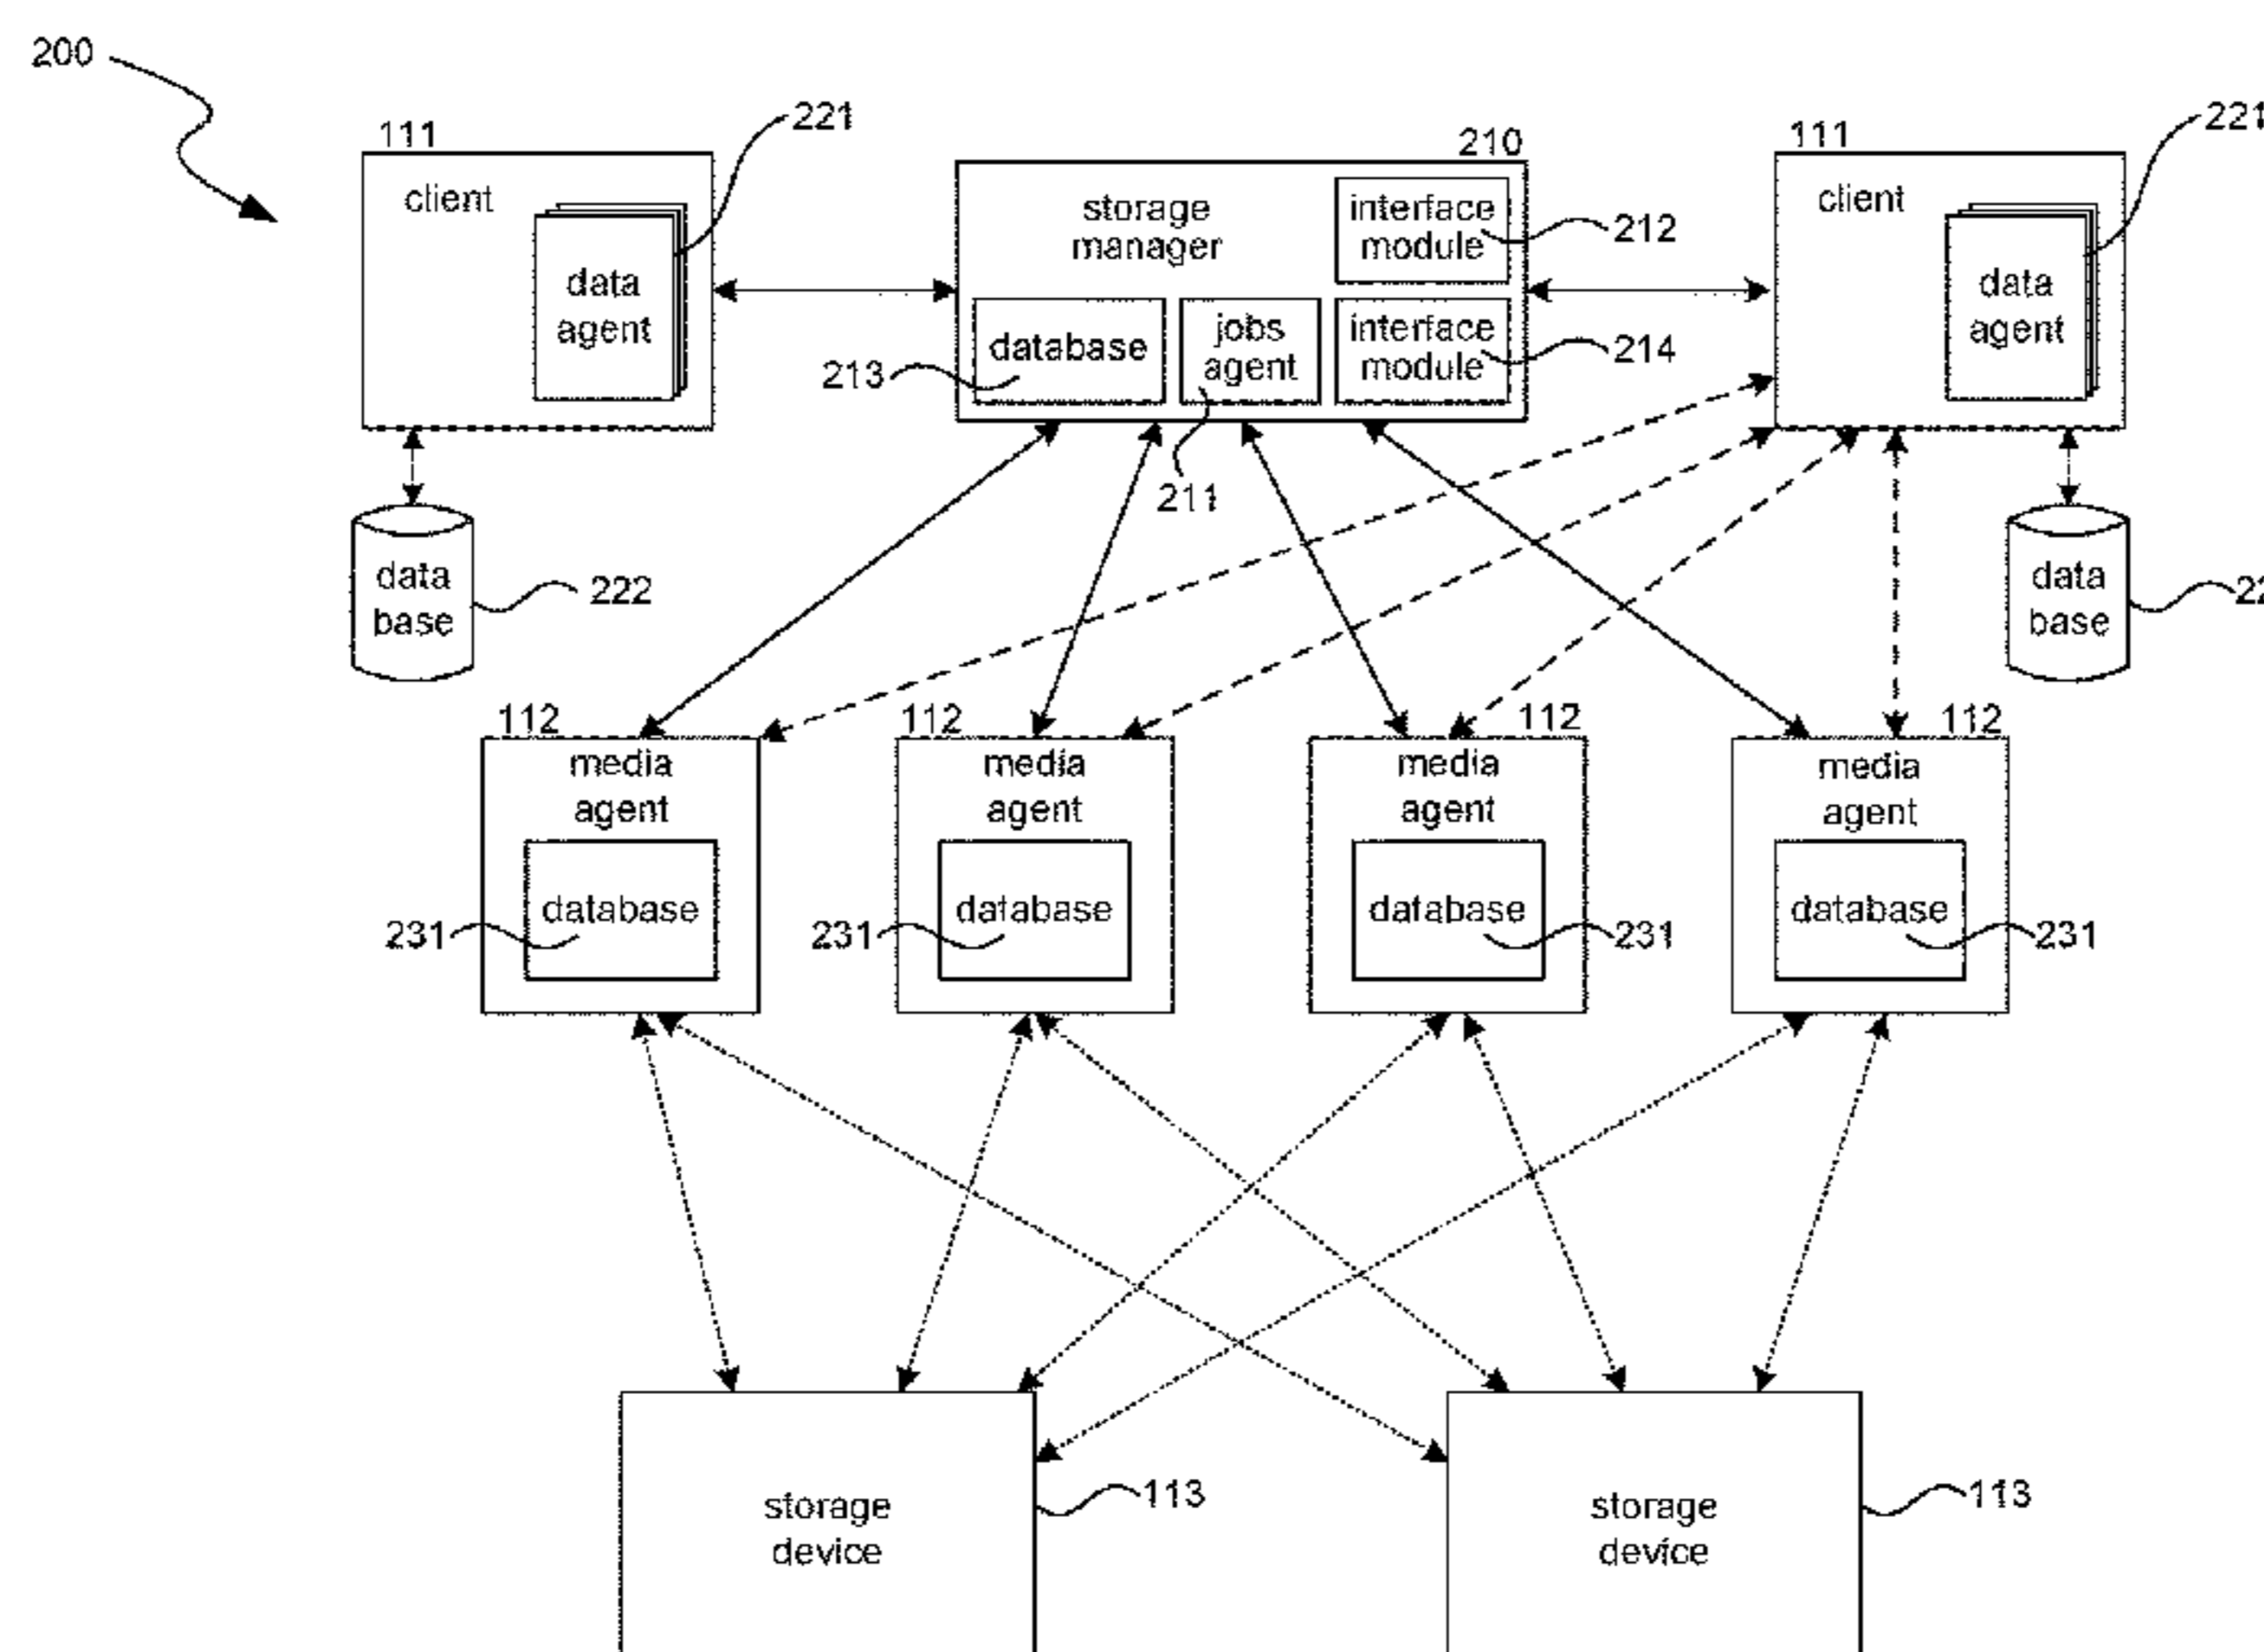 200
111
221
210
111
221
client
data
agent
storage
manager
interface
module
212
client
data
agent
database
213
jobs
agent
211
interface
module
214
data
base
222
data
base
112
112
112
112
media
agent
media
agent
media
agent
media
agent
database
231
database
231
database
231
database
231
storage
device
113
storage
device
113